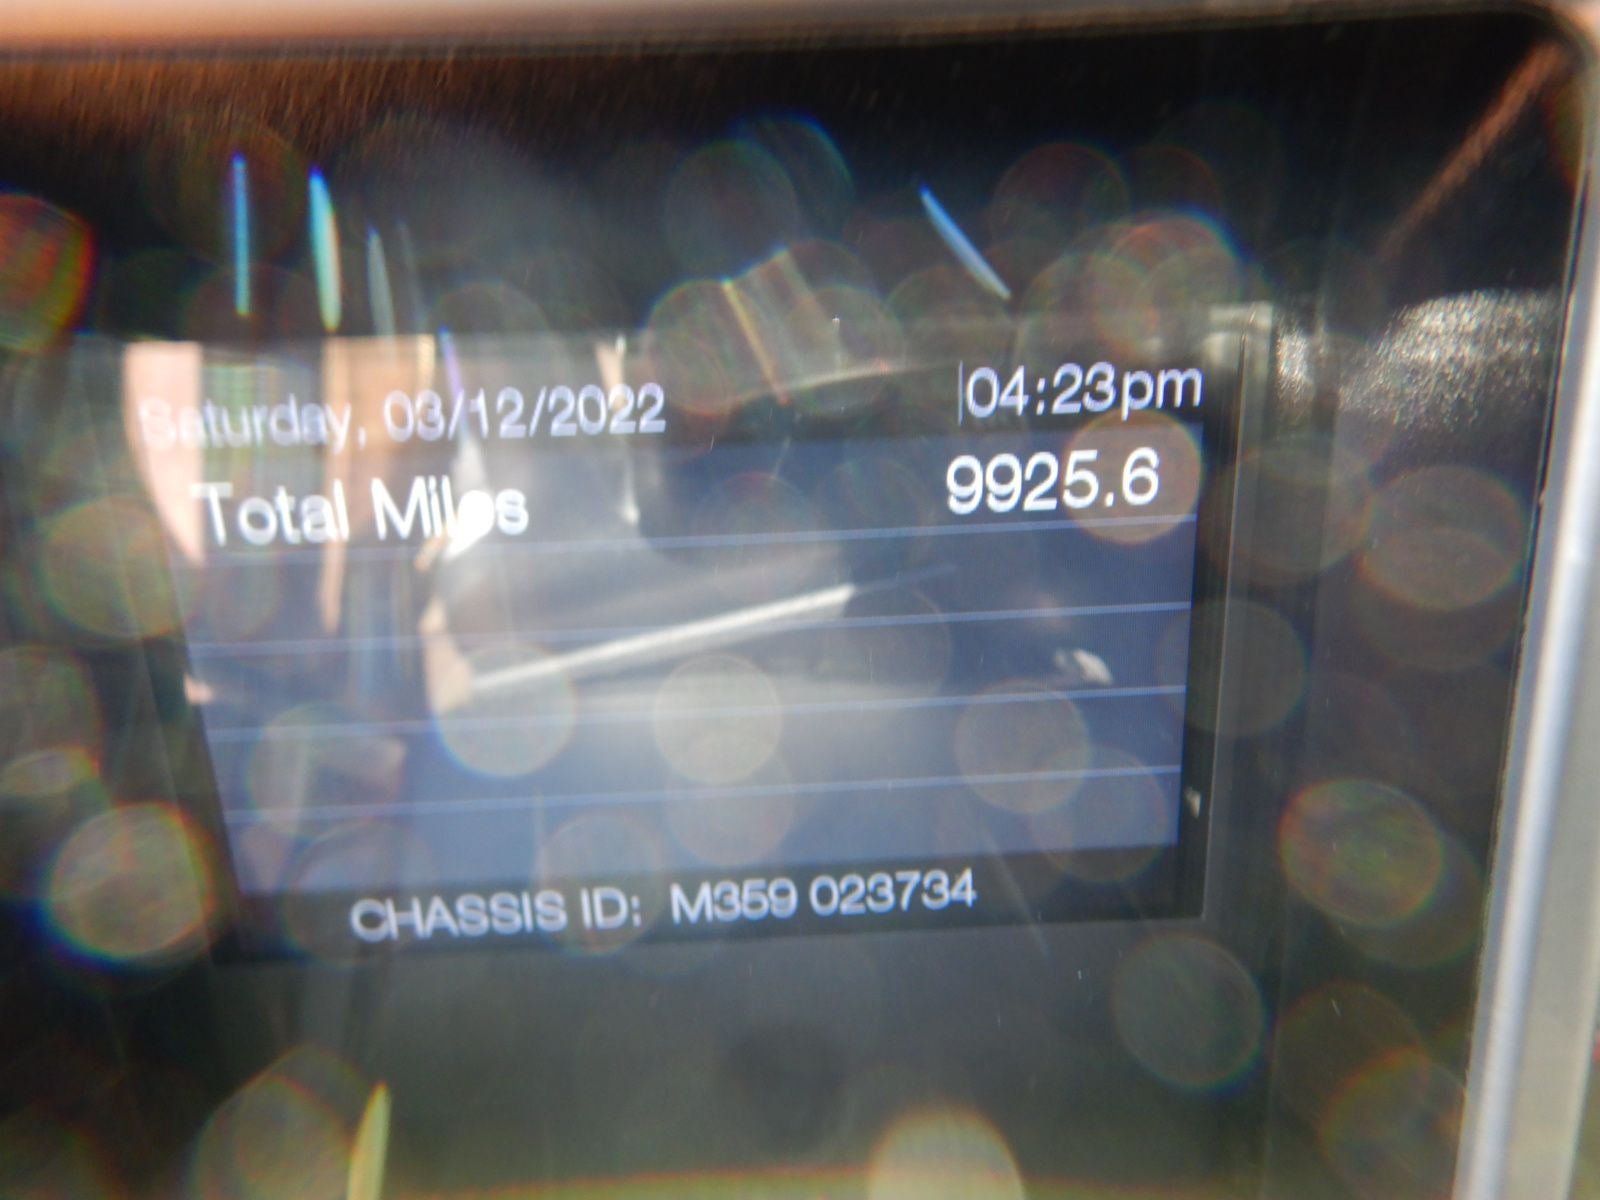 Saturday, 03/12/2022 04:23pm
Total Miles 9925.6
CHASSIS ID: M359 023734